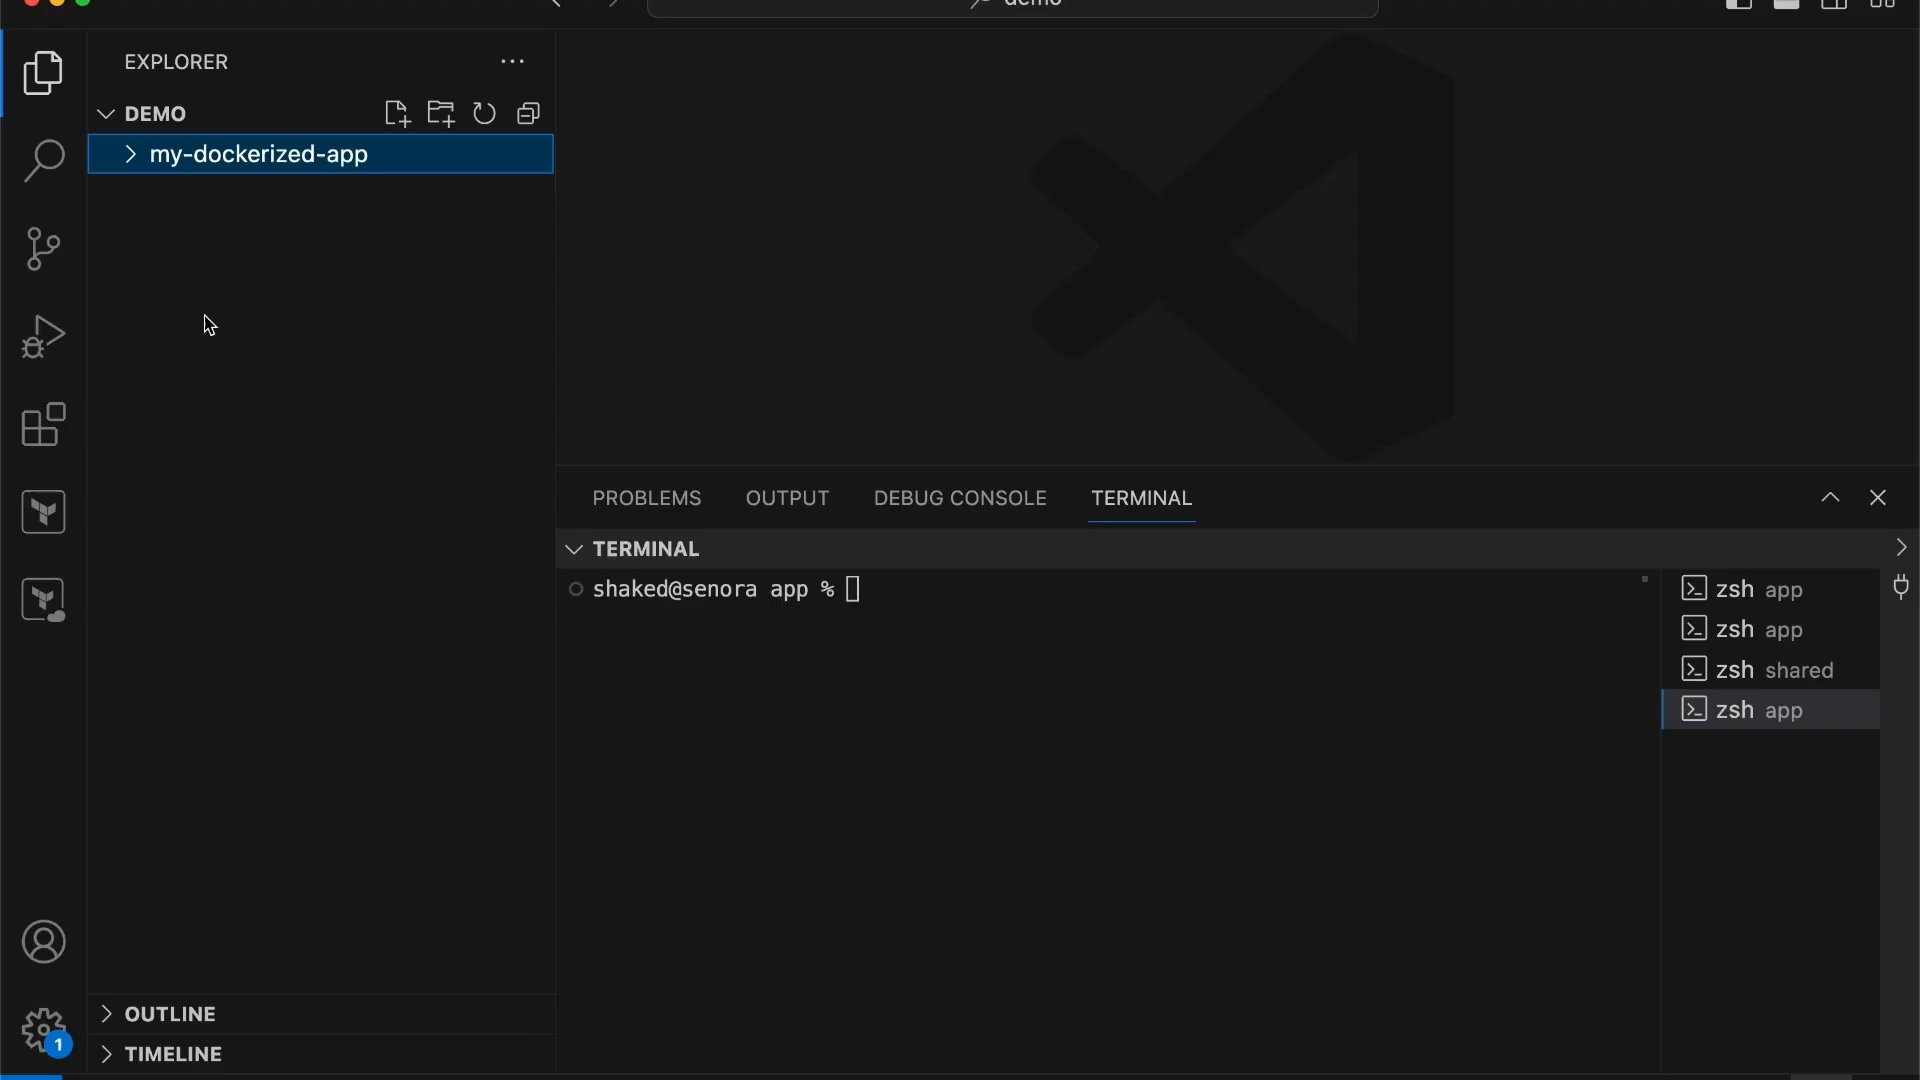 demo
EXPLORER
DEMO
my-dockerized-app
PROBLEMS
OUTPUT
DEBUG CONSOLE
TERMINAL
TERMINAL
shaked@senora app %
zsh app
zsh app
zsh shared
zsh app
OUTLINE
1
TIMELINE